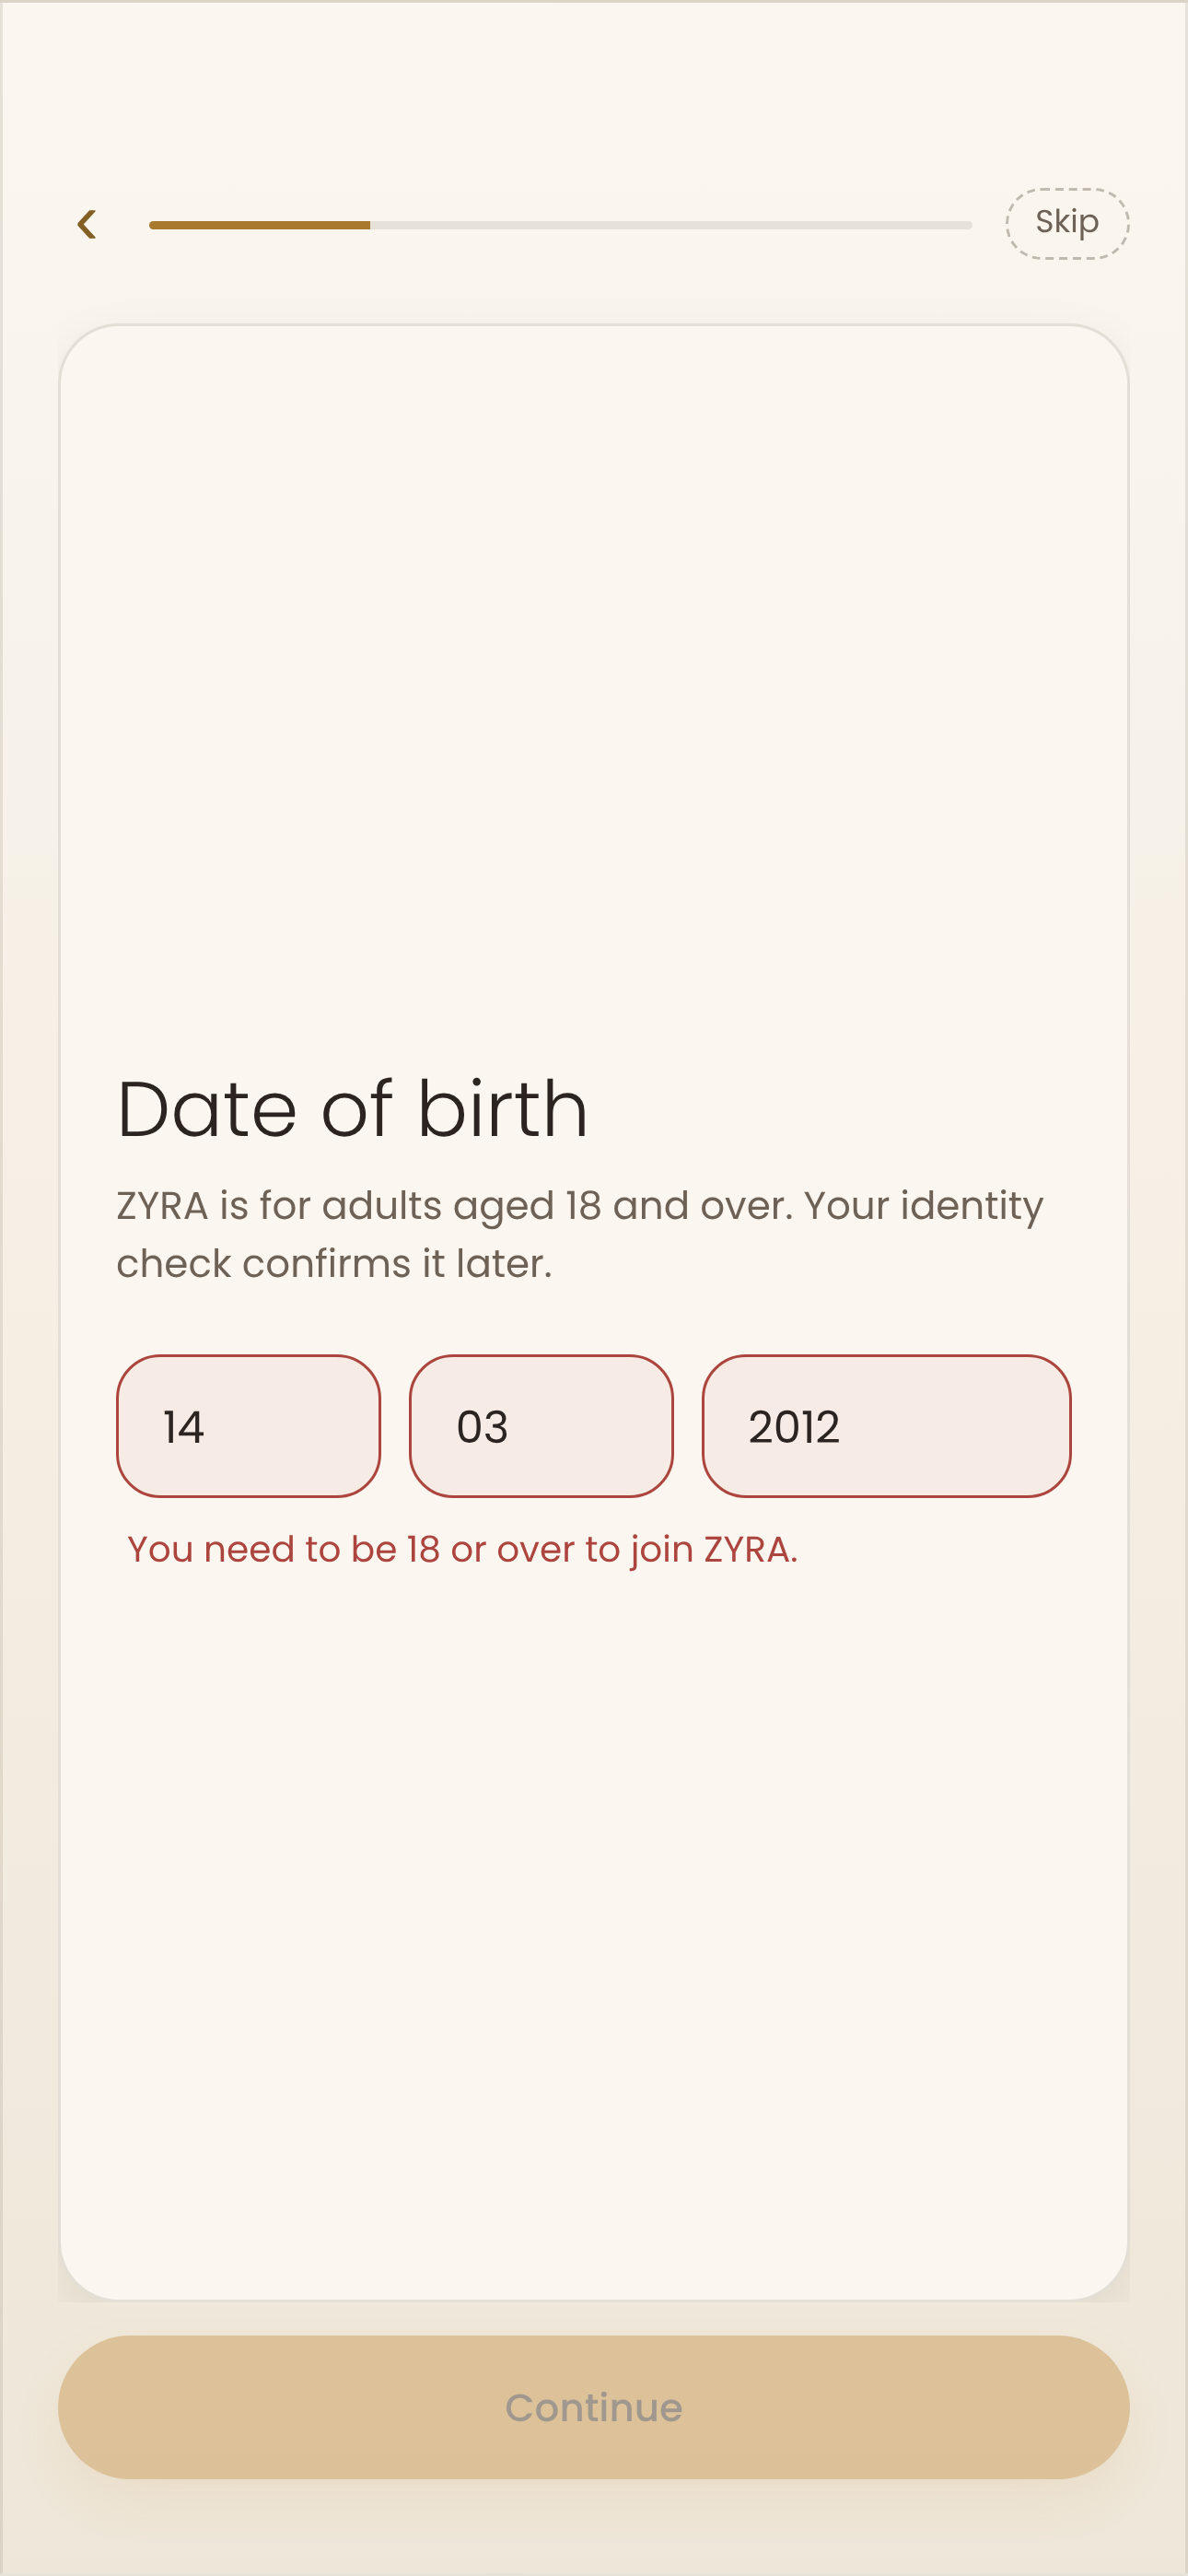 Skip
Date of birth
ZYRA is for adults aged 18 and over. Your identity
check confirms it later.
14 03 2012
You need to be 18 or over to join ZYRA.
Continue